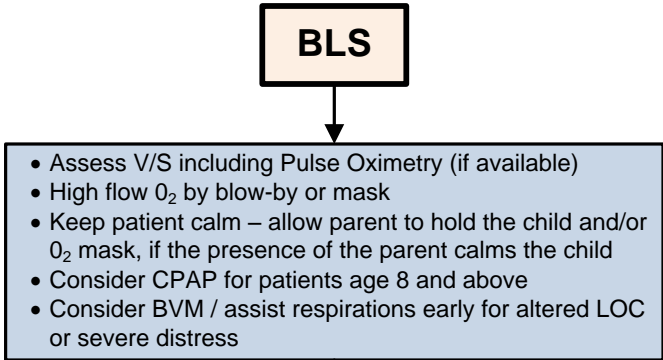 BLS
• Assess V/S including Pulse Oximetry (if available)
• High flow 0₂ by blow-by or mask
• Keep patient calm – allow parent to hold the child and/or
0₂ mask, if the presence of the parent calms the child
• Consider CPAP for patients age 8 and above
• Consider BVM / assist respirations early for altered LOC
or severe distress